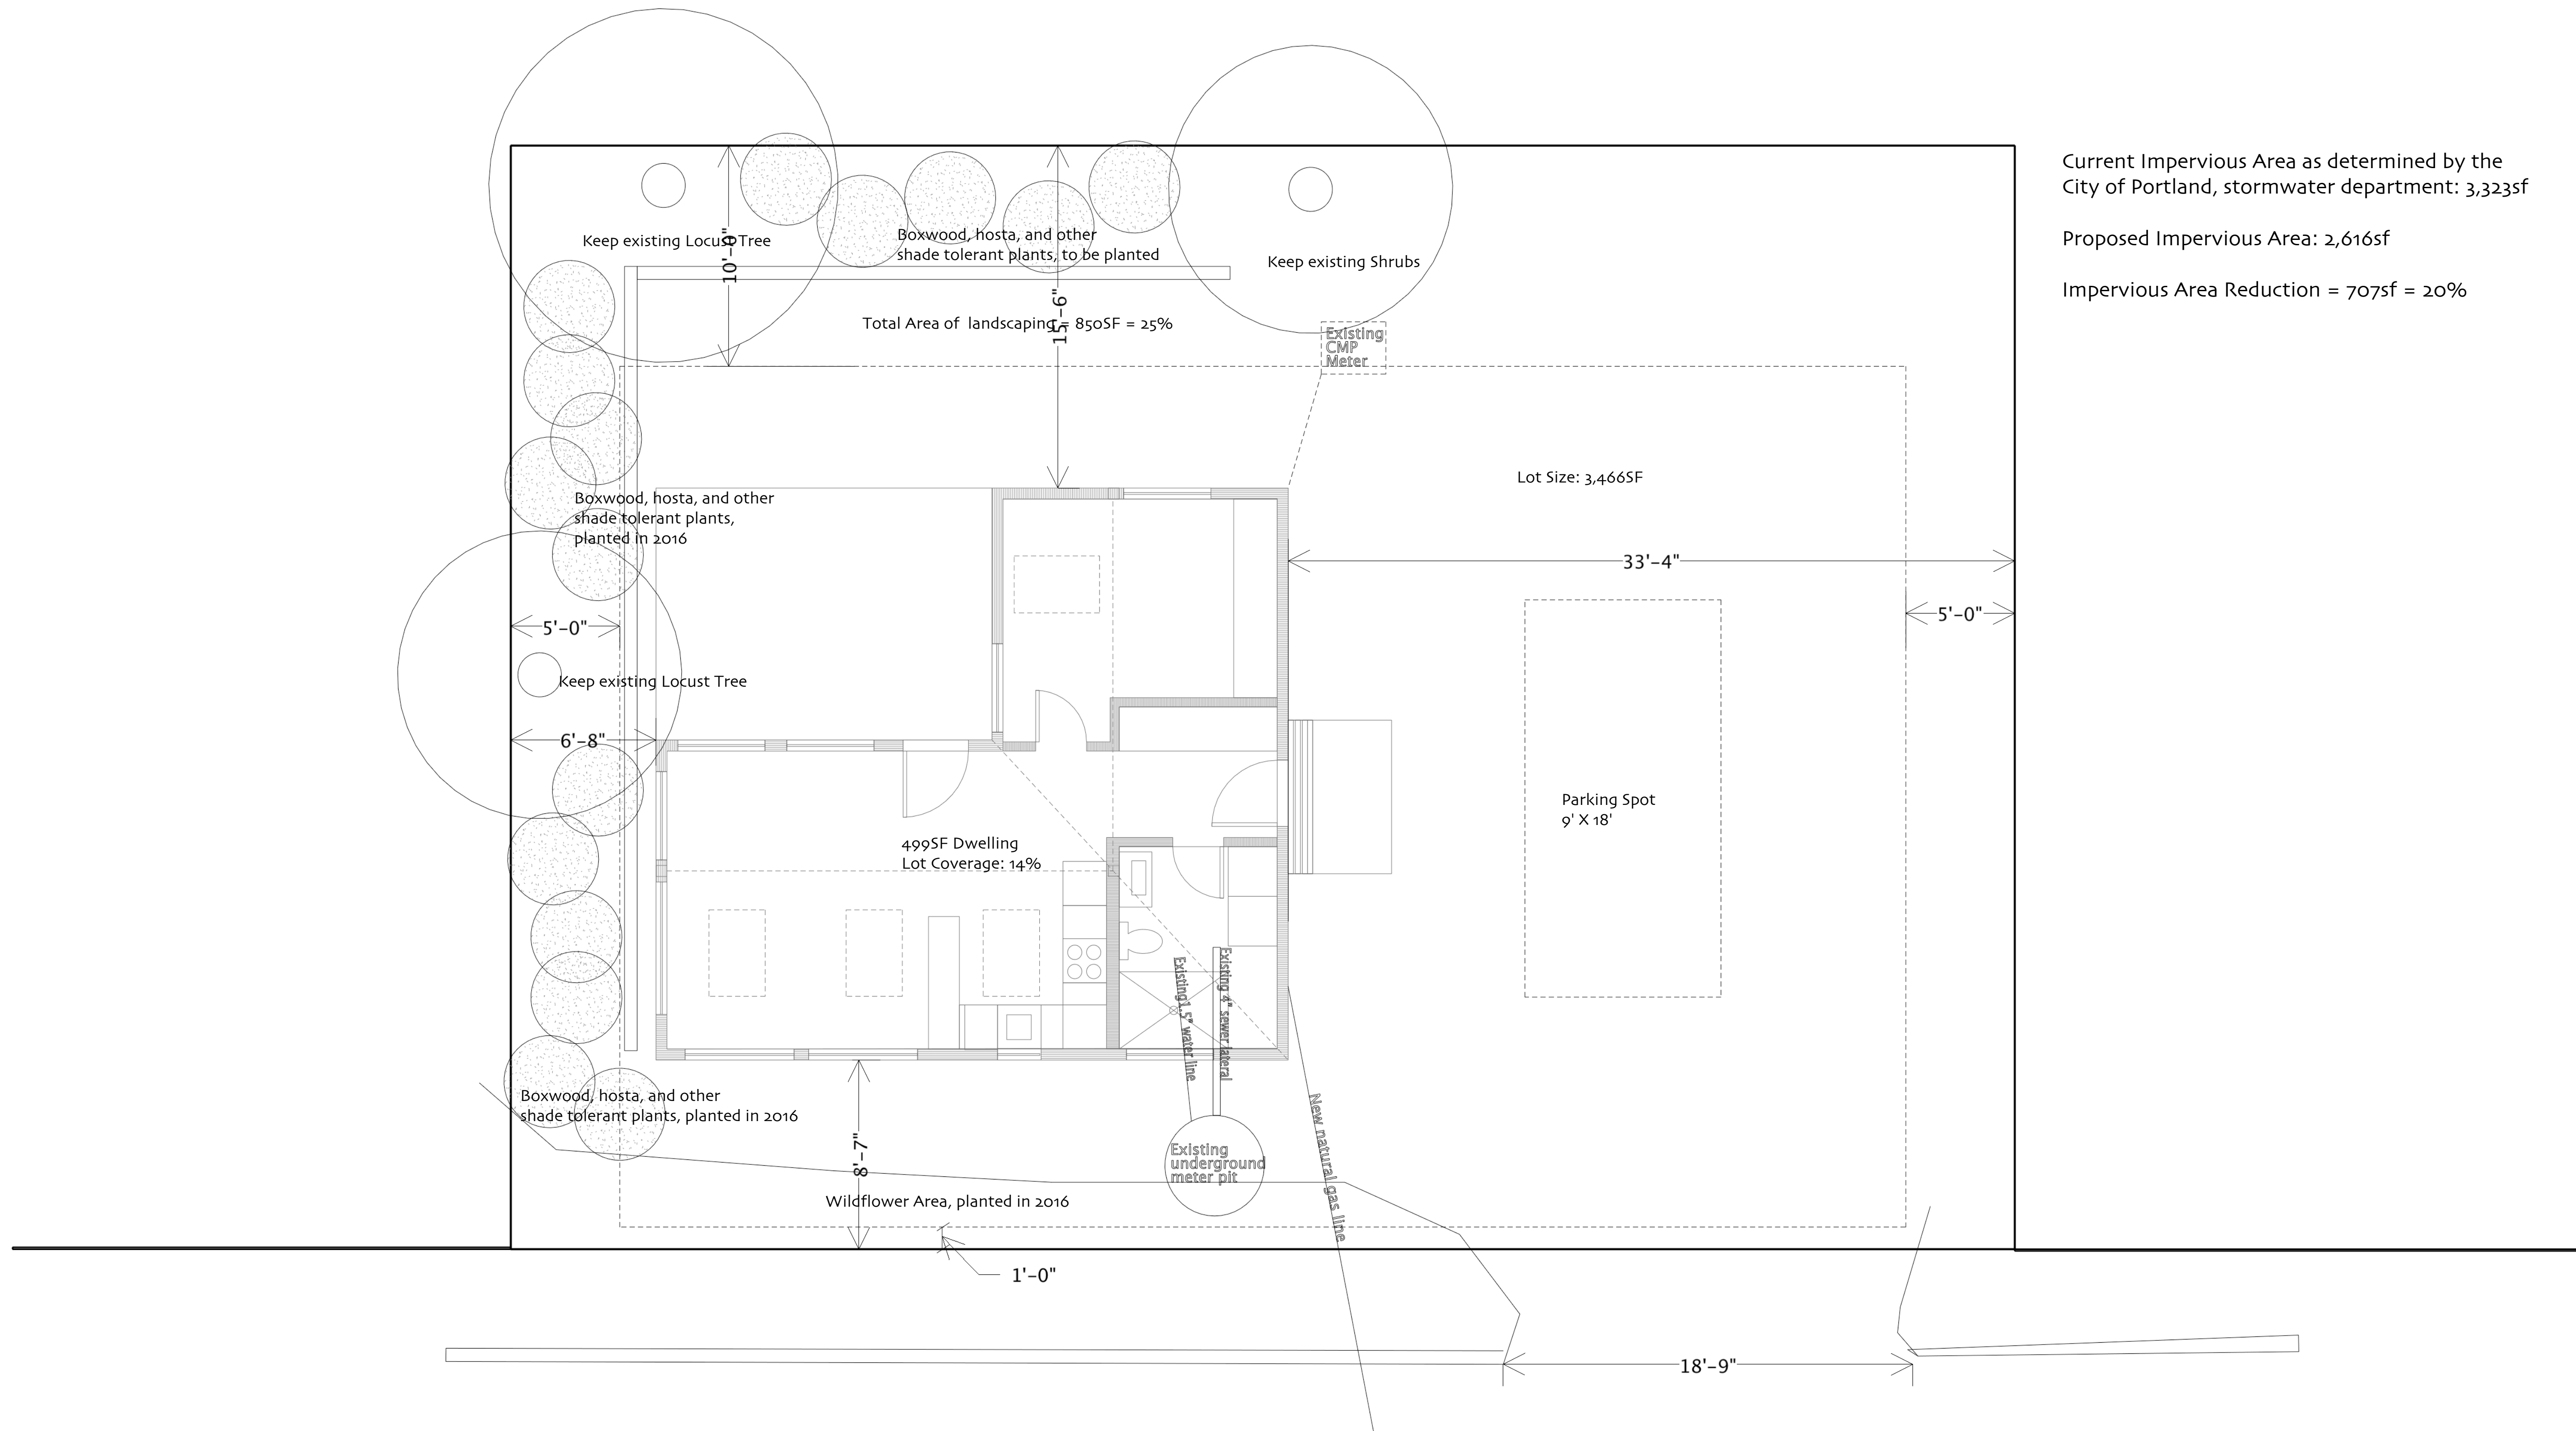 Current Impervious Area as determined by the
City of Portland, stormwater department: 3,323sf
Proposed Impervious Area: 2,616sf
Impervious Area Reduction = 707sf = 20%
Keep existing Locust Tree
10'-0"
Boxwood, hosta, and other
shade tolerant plants, to be planted
Keep existing Shrubs
15'-6"
Total Area of landscaping = 850SF = 25%
Existing
CMP
Meter
Lot Size: 3,466SF
Boxwood, hosta, and other
shade tolerant plants,
planted in 2016
33'-4"
5'-0"
5'-0"
Keep existing Locust Tree
6'-8"
Parking Spot
9' X 18'
499SF Dwelling
Lot Coverage: 14%
Existing1.5" water line
Existing 4" sewer lateral
Boxwood, hosta, and other
shade tolerant plants, planted in 2016
8'-7"
Existing
underground
meter pit
New natural gas line
Wildflower Area, planted in 2016
1'-0"
18'-9"